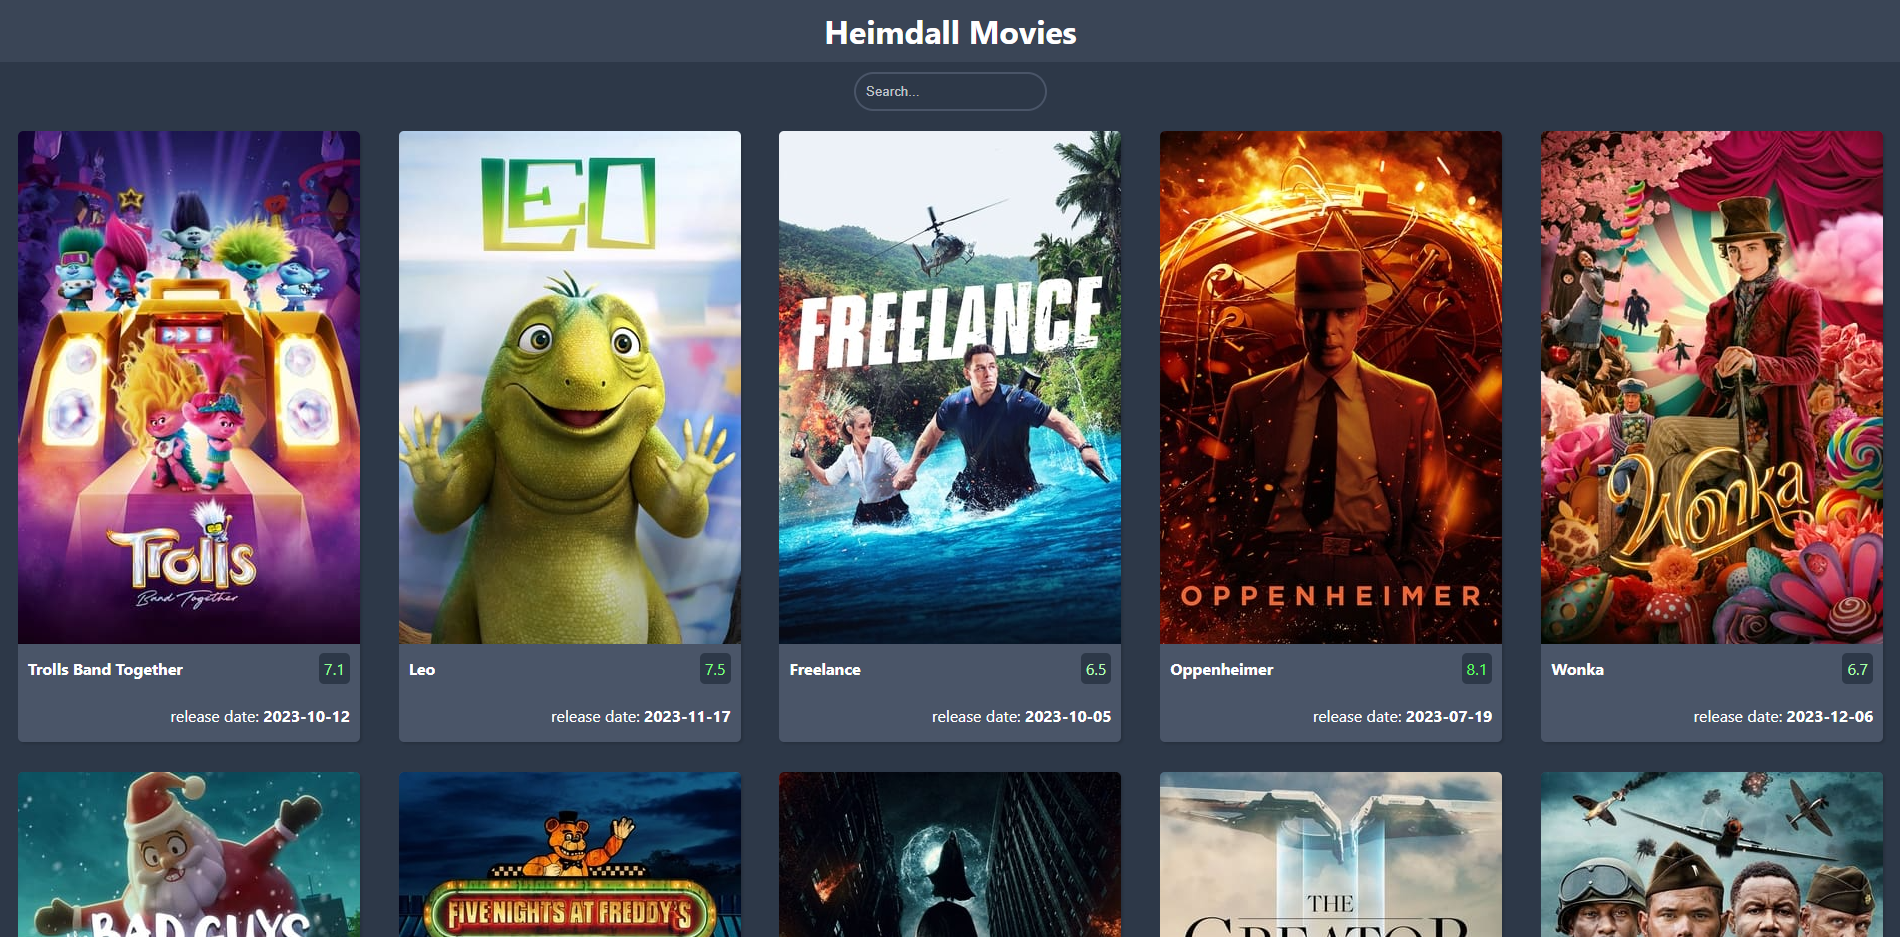 Heimdall Movies
Search...
LEO
FREELANCE
OPPENHEIMER
Wonka
Trolls
Band Together
Trolls Band Together 7.1
release date: 2023-10-12
Leo 7.5
release date: 2023-11-17
Freelance 6.5
release date: 2023-10-05
Oppenheimer 8.1
release date: 2023-07-19
Wonka 6.7
release date: 2023-12-06
BAD GUYS
FIVE NIGHTS AT FREDDY'S
THE
CREATOR